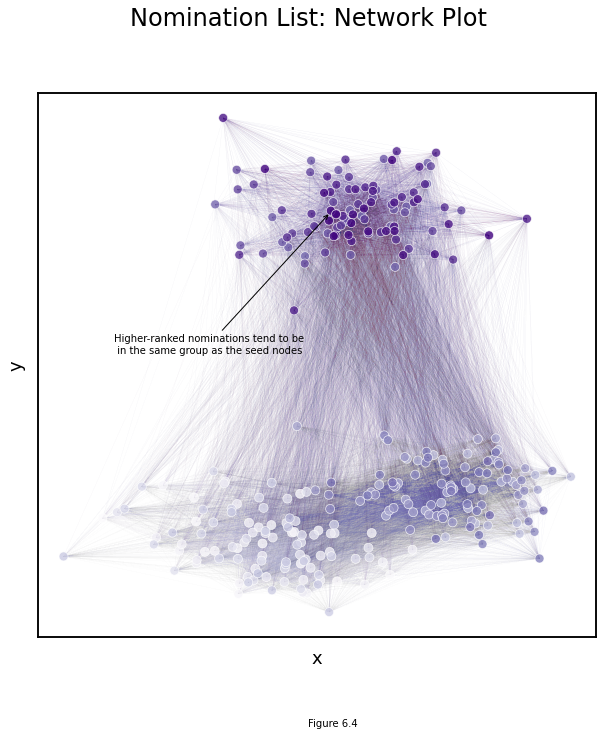 Nomination List: Network Plot
Higher-ranked nominations tend to be
in the same group as the seed nodes
y
x
Figure 6.4